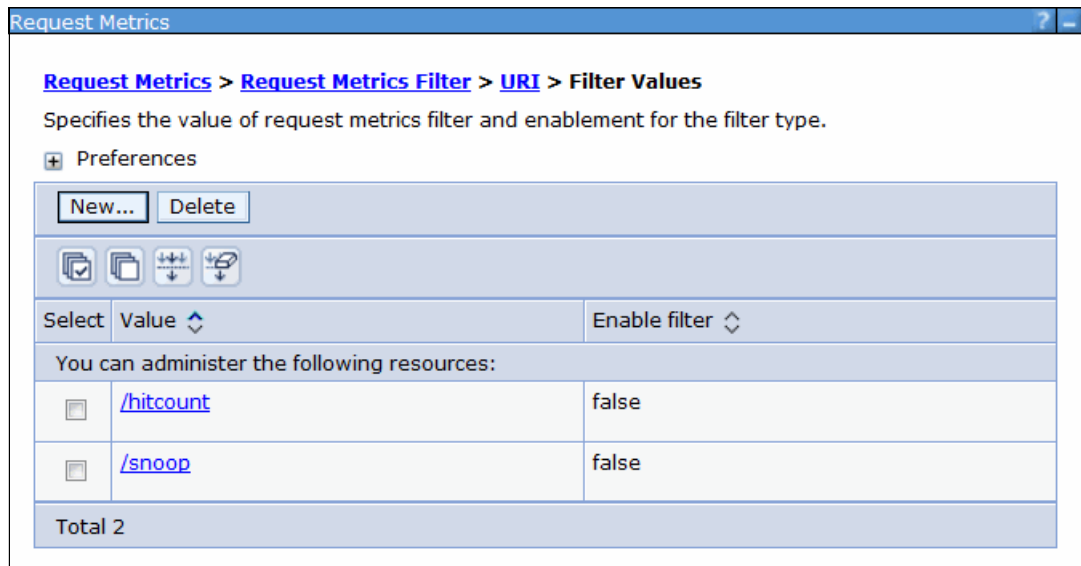 Request Metrics ? –
Request Metrics > Request Metrics Filter > URI > Filter Values
Specifies the value of request metrics filter and enablement for the filter type.
+ Preferences
New... Delete
Select Value Enable filter
You can administer the following resources:
/hitcount false
/snoop false
Total 2